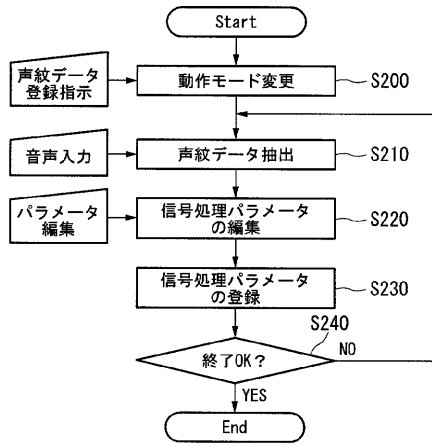 Start
声紋データ
登録指示
動作モード変更
S200
音声入力
声紋データ抽出
S210
パラメータ
編集
信号処理パラメータ
の編集
S220
信号処理パラメータ
の登録
S230
S240
終了OK?
NO
YES
End